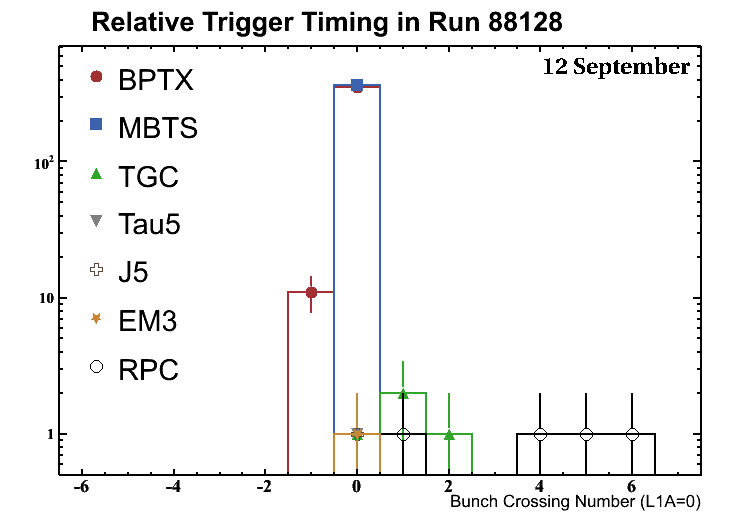 Relative Trigger Timing in Run 88128
12 September
BPTX
MBTS
TGC
Tau5
J5
EM3
RPC
10²
10
1
-6 -4 -2 0 2 4 6
Bunch Crossing Number (L1A=0)